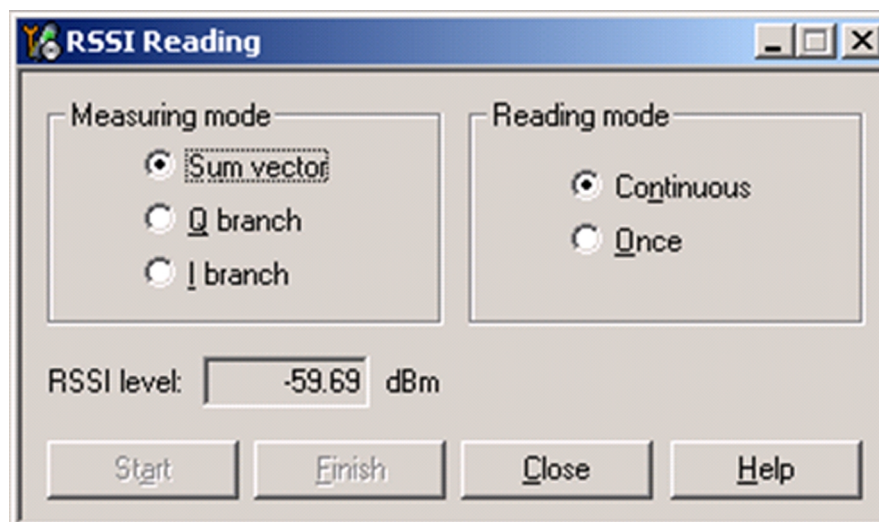 RSSI Reading
Measuring mode
Sum vector
Q branch
I branch
Reading mode
Continuous
Once
RSSI level: -59.69 dBm
Start Finish Close Help